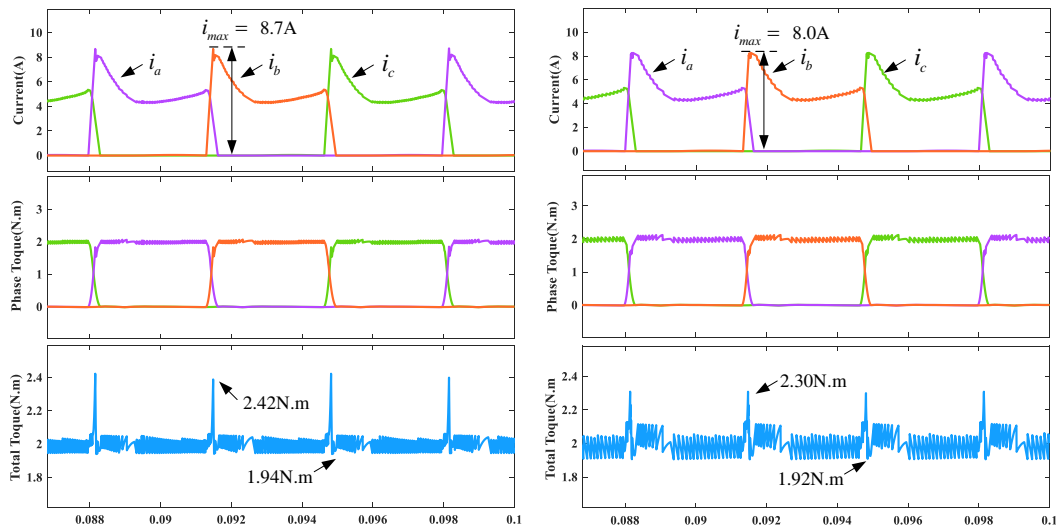 i_max = 8.7A
10
8
6
4
2
0
Current(A)
i_a
i_b
i_c
3
2
1
0
Phase Toque(N.m)
2.4
2.2
2
1.8
Total Toque(N.m)
2.42N.m
1.94N.m
0.088
0.09
0.092
0.094
0.096
0.098
0.1
i_max = 8.0A
10
8
6
4
2
0
Current(A)
i_a
i_b
i_c
3
2
1
0
Phase Toque(N.m)
2.4
2.2
2
1.8
Total Toque(N.m
2.30N.m
1.92N.m
0.088
0.09
0.092
0.094
0.096
0.098
0.1